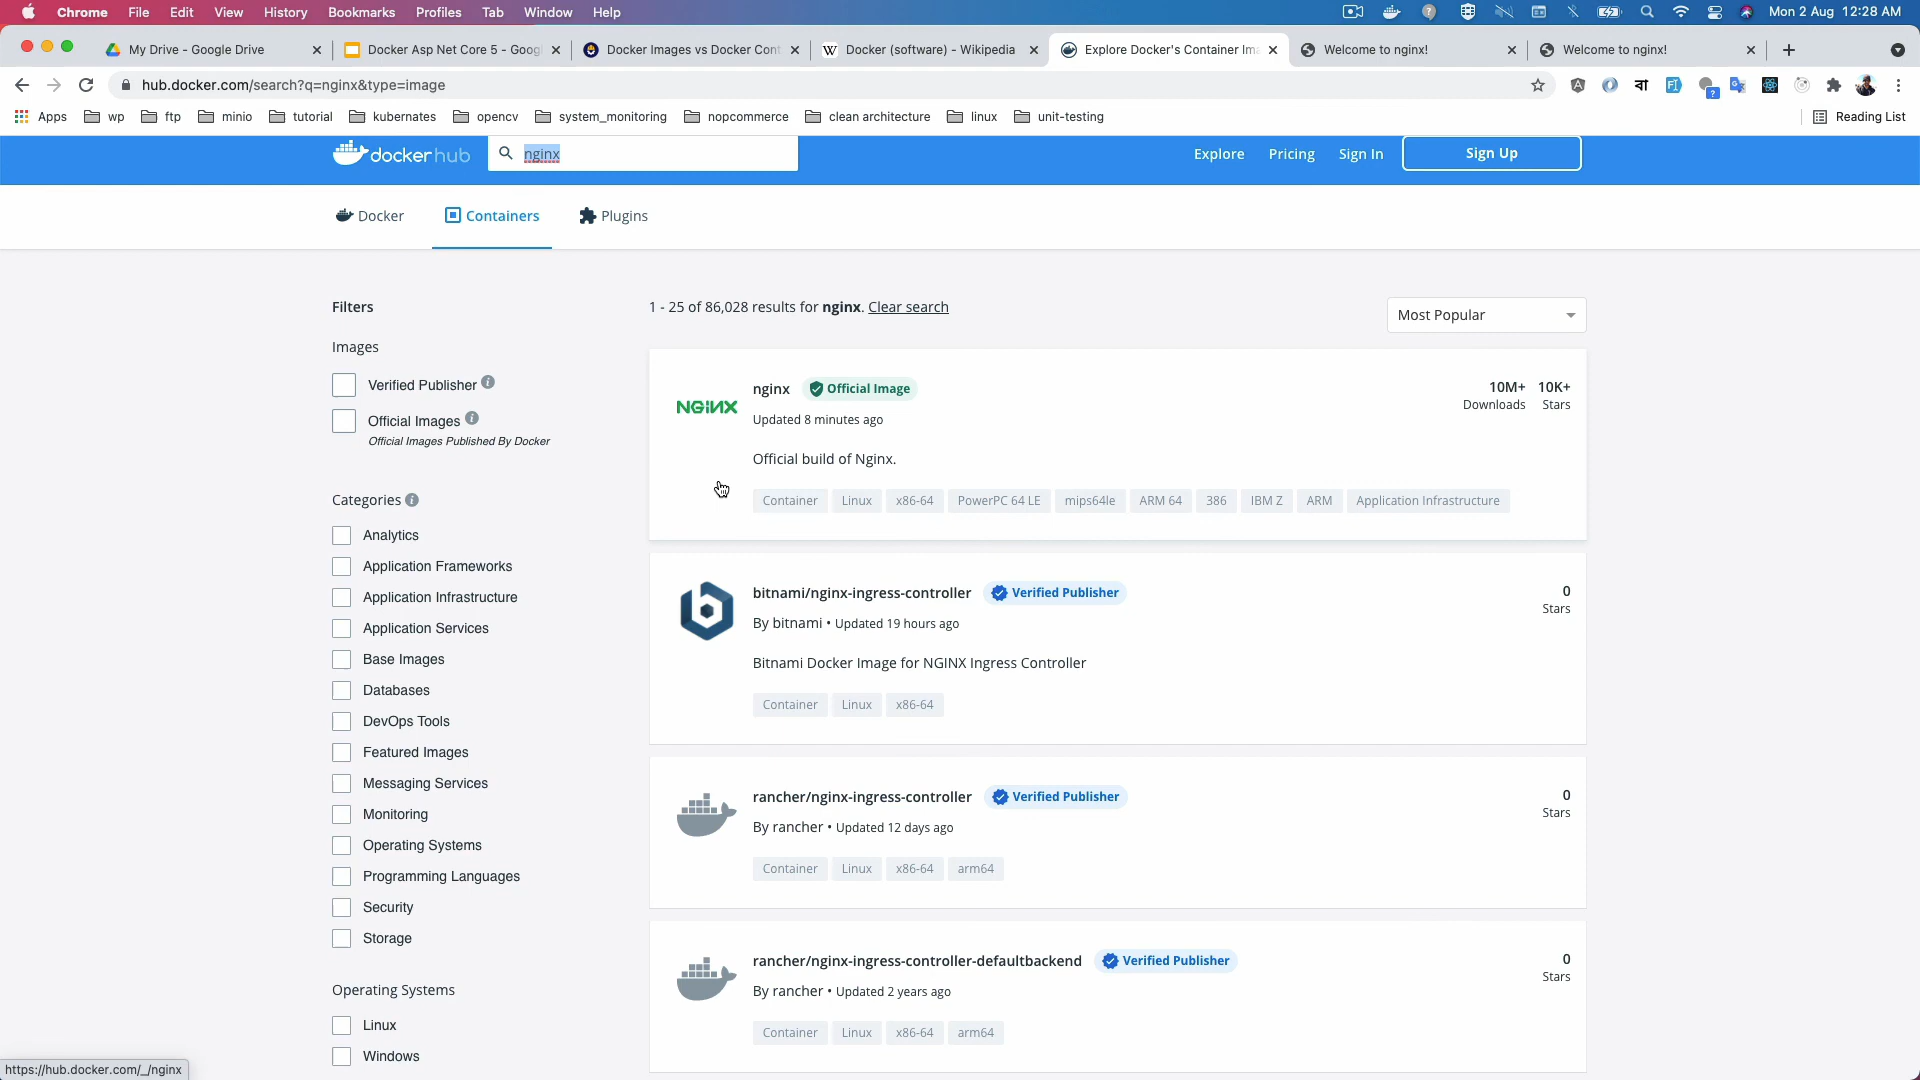 Chrome File Edit View History Bookmarks Profiles Tab Window Help Mon 2 Aug 12:28 AM
My Drive - Google Drive Docker Asp Net Core 5 - Goog Docker Images vs Docker Cont Docker (software) - Wikipedia Explore Docker's Container Im Welcome to nginx! Welcome to nginx!
hub.docker.com/search?q=nginx&type=image
Apps wp ftp minio tutorial kubernates opencv system_monitoring nopcommerce clean architecture linux unit-testing Reading List
dockerhub nginx Explore Pricing Sign In Sign Up
Docker Containers Plugins
Filters
Images
Verified Publisher
Official Images
Official Images Published By Docker
Categories
Analytics
Application Frameworks
Application Infrastructure
Application Services
Base Images
Databases
DevOps Tools
Featured Images
Messaging Services
Monitoring
Operating Systems
Programming Languages
Security
Storage
Operating Systems
Linux
Windows
1 - 25 of 86,028 results for nginx. Clear search
Most Popular
NGINX
nginx Official Image
Updated 8 minutes ago
10M+ 10K+
Downloads Stars
Official build of Nginx.
Container Linux x86-64 PowerPC 64 LE mips64le ARM 64 386 IBM Z ARM Application Infrastructure
bitnami/nginx-ingress-controller Verified Publisher
By bitnami • Updated 19 hours ago
0
Stars
Bitnami Docker Image for NGINX Ingress Controller
Container Linux x86-64
rancher/nginx-ingress-controller Verified Publisher
By rancher • Updated 12 days ago
0
Stars
Container Linux x86-64 arm64
rancher/nginx-ingress-controller-defaultbackend Verified Publisher
By rancher • Updated 2 years ago
0
Stars
Container Linux x86-64 arm64
https://hub.docker.com/_/nginx